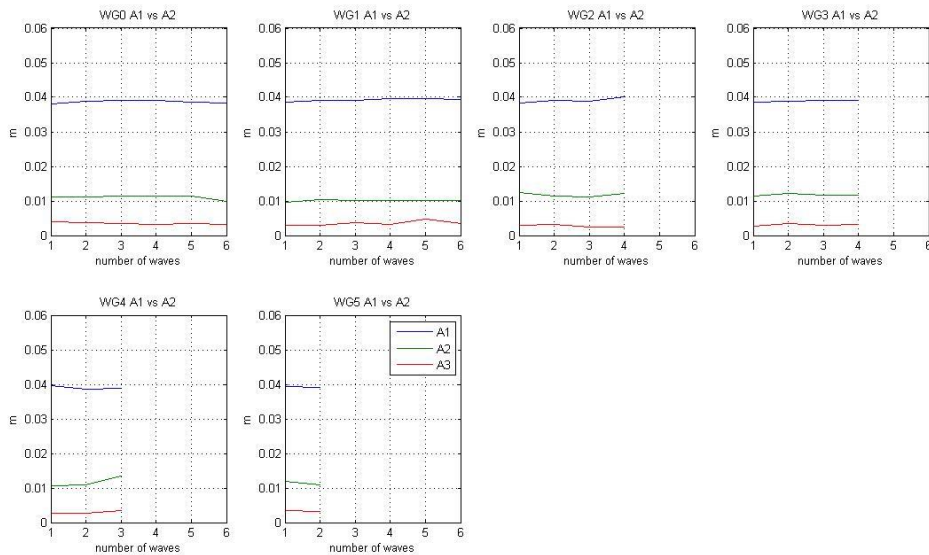 WG0 A1 vs A2
0.06
0.05
0.04
0.03
0.02
0.01
0
m
1 2 3 4 5 6
number of waves
WG1 A1 vs A2
0.06
0.05
0.04
0.03
0.02
0.01
0
m
1 2 3 4 5 6
number of waves
WG2 A1 vs A2
0.06
0.05
0.04
0.03
0.02
0.01
0
m
1 2 3 4 5 6
number of waves
WG3 A1 vs A2
0.06
0.05
0.04
0.03
0.02
0.01
0
m
1 2 3 4 5 6
number of waves
WG4 A1 vs A2
0.06
0.05
0.04
0.03
0.02
0.01
0
m
1 2 3 4 5 6
number of waves
WG5 A1 vs A2
0.06
0.05
0.04
0.03
0.02
0.01
0
m
1 2 3 4 5 6
number of waves
A1
A2
A3